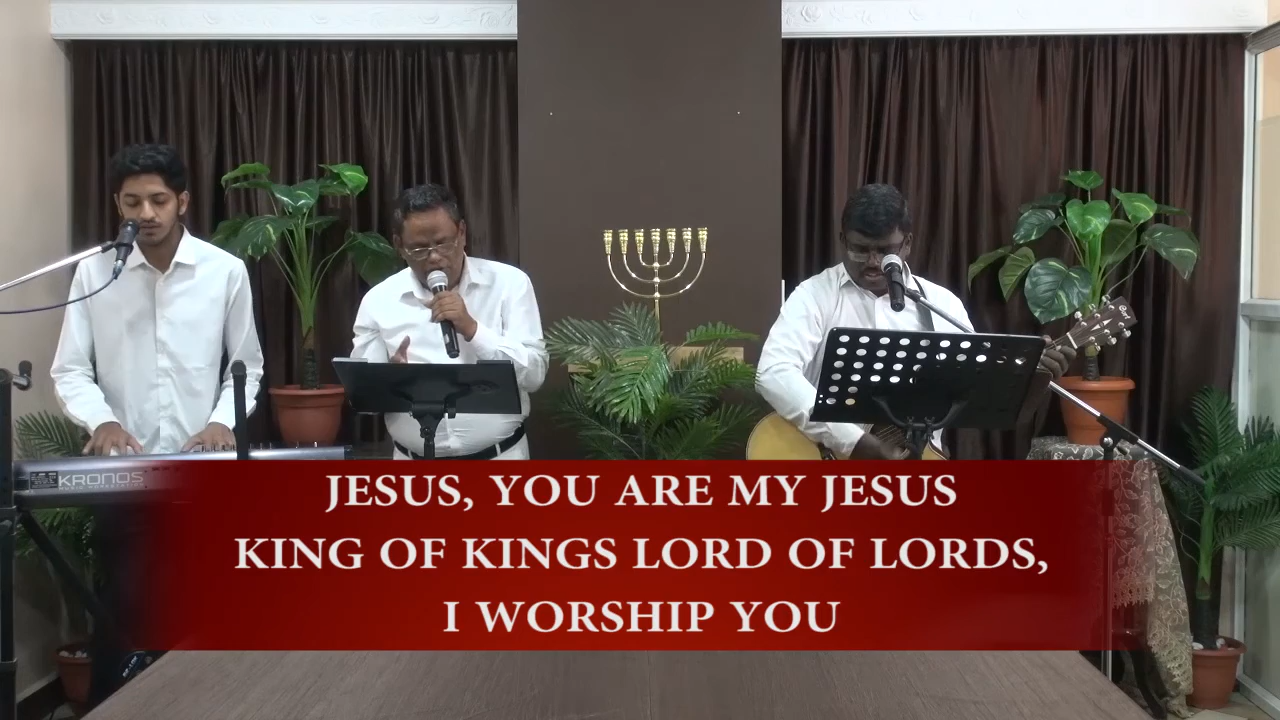 KRONOS
JESUS, YOU ARE MY JESUS
KING OF KINGS LORD OF LORDS,
I WORSHIP YOU